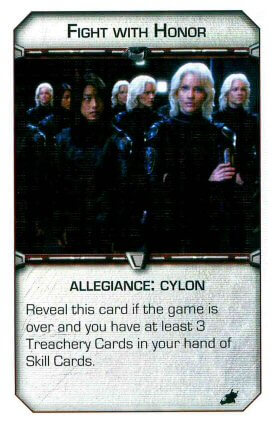 Fight with Honor
ALLEGIANCE: CYLON
Reveal this card if the game is
over and you have at least 3
Treachery Cards in your hand of
Skill Cards.